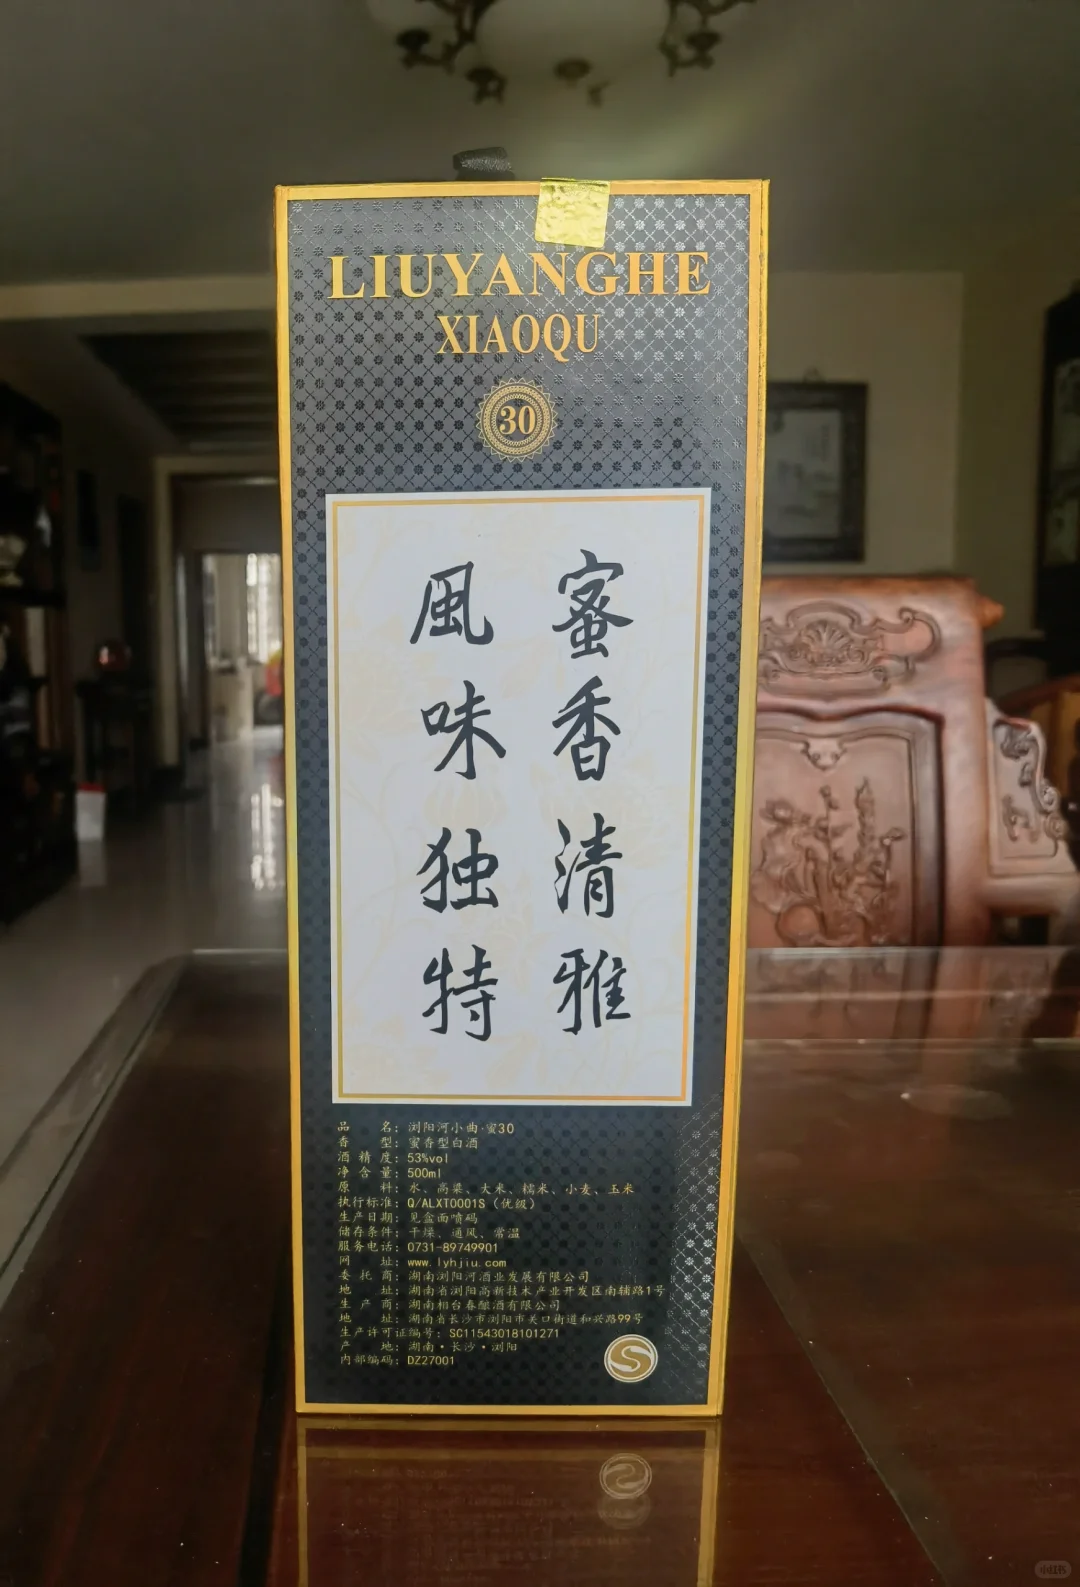 LIUYANGHE
XIAOQU
30
蜜香清雅
風味独特
品名：浏阳河小曲·蜜30
香型：蜜香型白酒
酒精度：53%vol
净含量：500ml
原料：水、高粱、大米、糯米、小麦、玉米
执行标准：Q/ALXT0001S（优级）
生产日期：见盒面喷码
储存条件：干燥、通风、常温
服务电话：0731-89749901
网址：www.lyhjiu.com
委托商：湖南浏阳河酒业发展有限公司
地址：湖南省浏阳高新技术产业开发区南辅路1号
生产商：湖南相台春酿酒有限公司
地址：湖南省长沙市浏阳市关口街道和兴路99号
生产许可证编号：SC11543018101271
产地：湖南·长沙·浏阳
内部编码：DZ27001
小红书